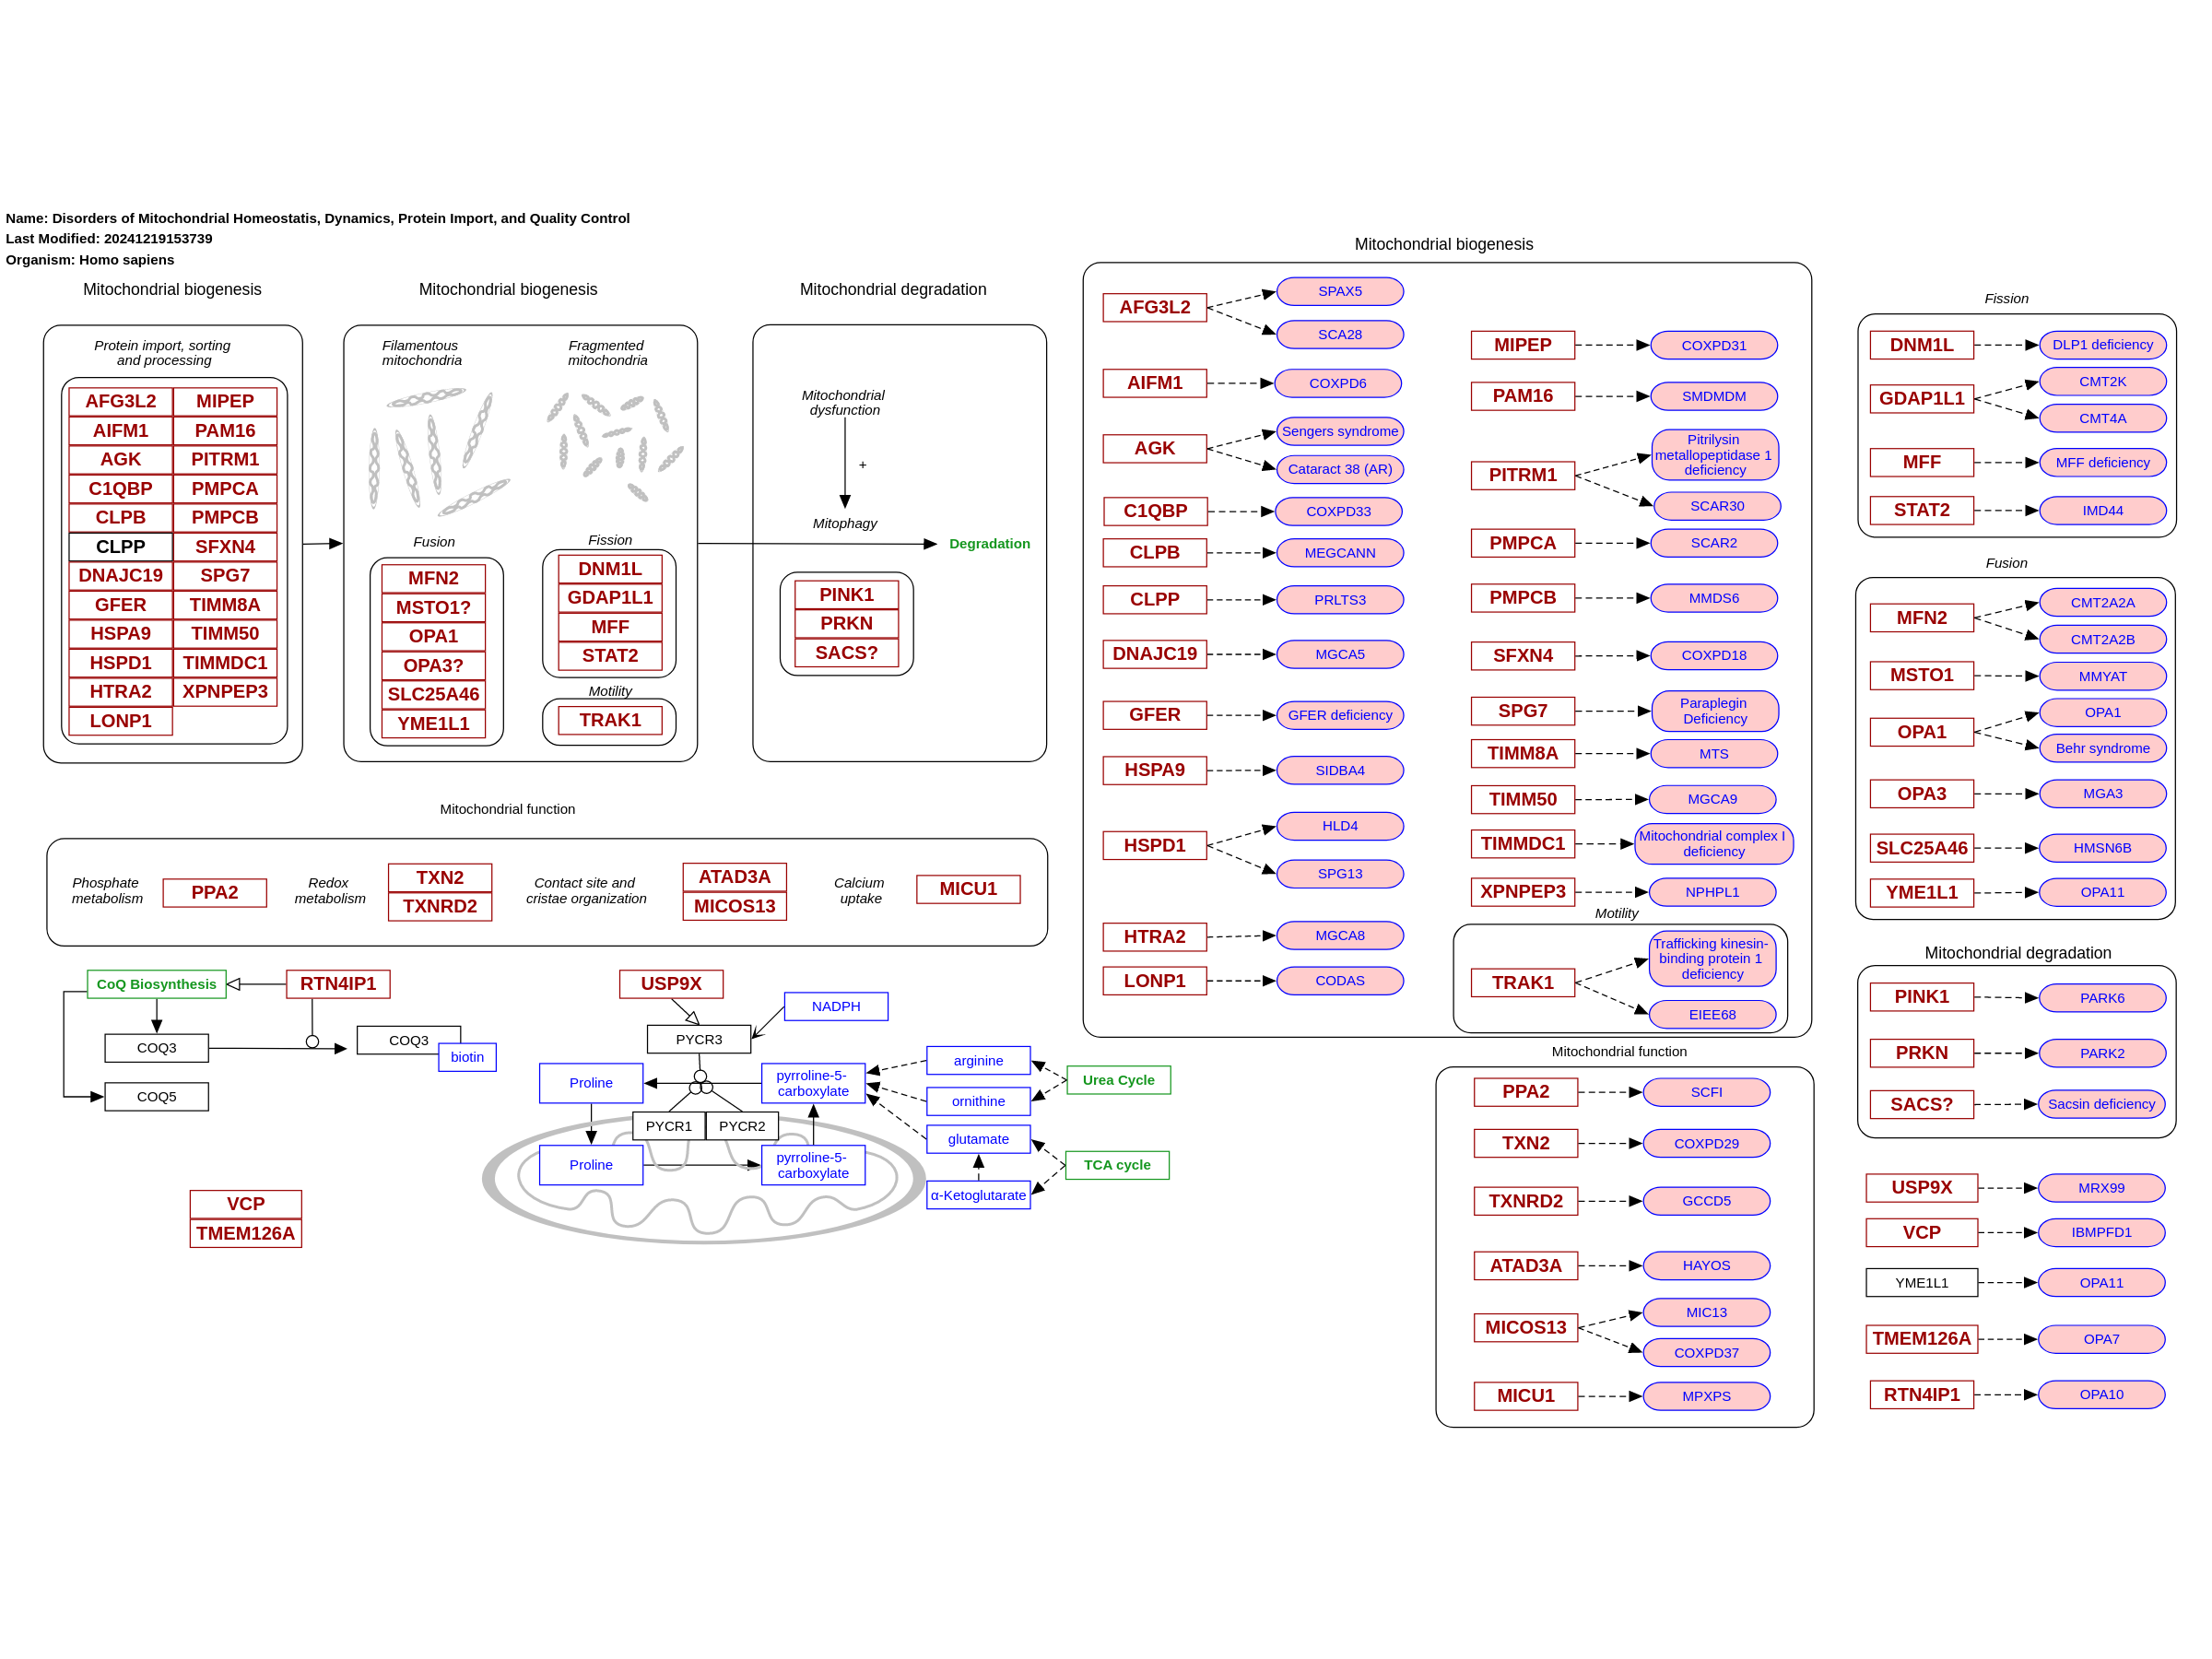 Name: Disorders of Mitochondrial Homeostatis, Dynamics, Protein Import, and Quality Control
Last Modified: 20241219153739
Organism: Homo sapiens
Mitochondrial biogenesis
Protein import, sorting
and processing
AFG3L2
MIPEP
AIFM1
PAM16
AGK
PITRM1
C1QBP
PMPCA
CLPB
PMPCB
CLPP
SFXN4
DNAJC19
SPG7
GFER
TIMM8A
HSPA9
TIMM50
HSPD1
TIMMDC1
HTRA2
XPNPEP3
LONP1
Mitochondrial biogenesis
Filamentous
mitochondria
Fragmented
mitochondria
Fusion
MFN2
MSTO1?
OPA1
OPA3?
SLC25A46
YME1L1
Fission
DNM1L
GDAP1L1
MFF
STAT2
Motility
TRAK1
Mitochondrial degradation
Mitochondrial
dysfunction
+
Mitophagy
Degradation
PINK1
PRKN
SACS?
Mitochondrial function
Phosphate
metabolism
PPA2
Redox
metabolism
TXN2
TXNRD2
Contact site and
cristae organization
ATAD3A
MICOS13
Calcium
uptake
MICU1
CoQ Biosynthesis
RTN4IP1
COQ3
COQ3
biotin
COQ5
VCP
TMEM126A
USP9X
NADPH
PYCR3
Proline
pyrroline-5-
carboxylate
PYCR1
PYCR2
Proline
pyrroline-5-
carboxylate
arginine
ornithine
glutamate
α-Ketoglutarate
Urea Cycle
TCA cycle
Mitochondrial biogenesis
AFG3L2
SPAX5
SCA28
AIFM1
COXPD6
AGK
Sengers syndrome
Cataract 38 (AR)
C1QBP
COXPD33
CLPB
MEGCANN
CLPP
PRLTS3
DNAJC19
MGCA5
GFER
GFER deficiency
HSPA9
SIDBA4
HSPD1
HLD4
SPG13
HTRA2
MGCA8
LONP1
CODAS
MIPEP
COXPD31
PAM16
SMDMDM
PITRM1
Pitrilysin
metallopeptidase 1
deficiency
SCAR30
PMPCA
SCAR2
PMPCB
MMDS6
SFXN4
COXPD18
SPG7
Paraplegin
Deficiency
TIMM8A
MTS
TIMM50
MGCA9
TIMMDC1
Mitochondrial complex I
deficiency
XPNPEP3
NPHPL1
Motility
TRAK1
Trafficking kinesin-
binding protein 1
deficiency
EIEE68
Mitochondrial function
PPA2
SCFI
TXN2
COXPD29
TXNRD2
GCCD5
ATAD3A
HAYOS
MICOS13
MIC13
COXPD37
MICU1
MPXPS
Fission
DNM1L
DLP1 deficiency
GDAP1L1
CMT2K
CMT4A
MFF
MFF deficiency
STAT2
IMD44
Fusion
MFN2
CMT2A2A
CMT2A2B
MSTO1
MMYAT
OPA1
OPA1
Behr syndrome
OPA3
MGA3
SLC25A46
HMSN6B
YME1L1
OPA11
Mitochondrial degradation
PINK1
PARK6
PRKN
PARK2
SACS?
Sacsin deficiency
USP9X
MRX99
VCP
IBMPFD1
YME1L1
OPA11
TMEM126A
OPA7
RTN4IP1
OPA10